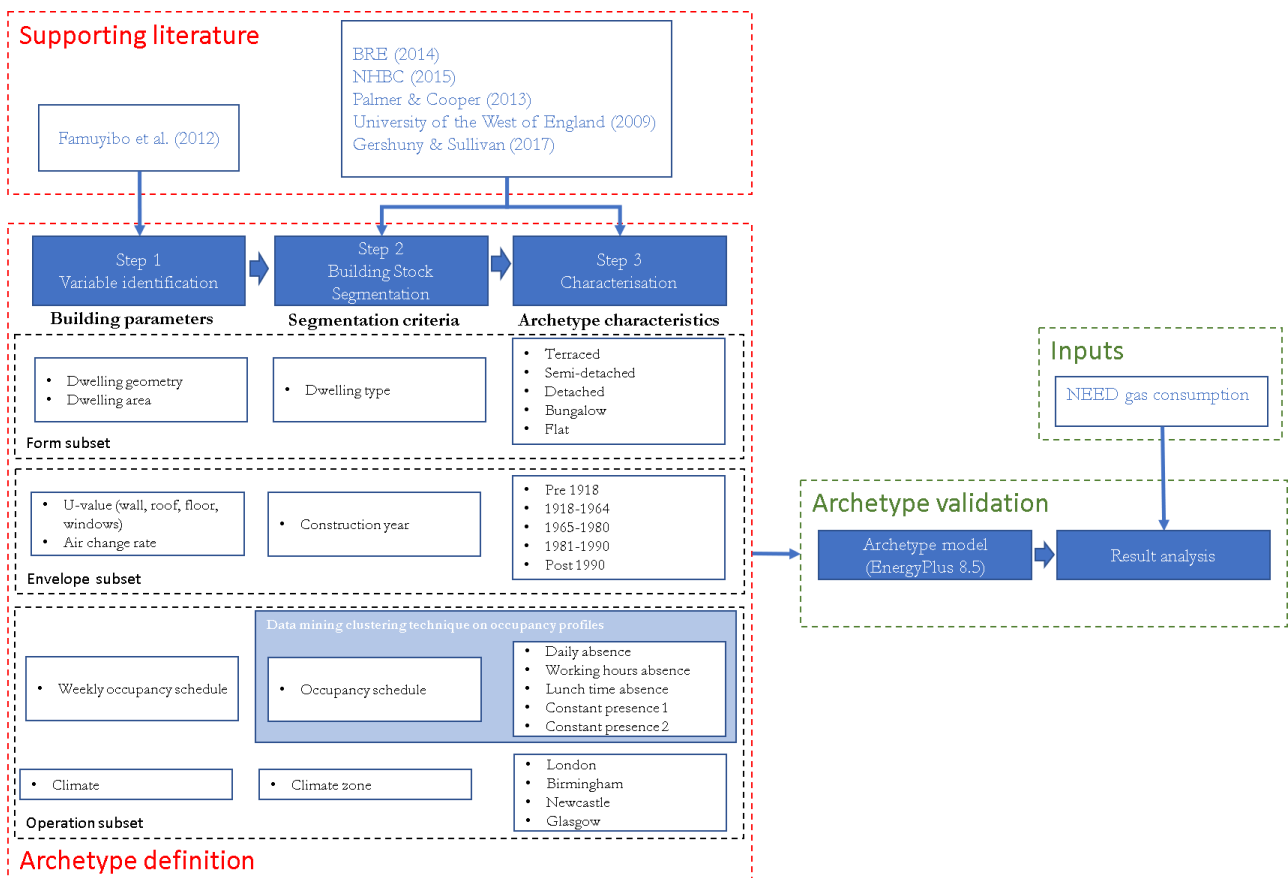 Supporting literature
Famuyibo et al. (2012)
BRE (2014)
NHBC (2015)
Palmer & Cooper (2013)
University of the West of England (2009)
Gershuny & Sullivan (2017)
Step 1
Variable identification
Step 2
Building Stock
Segmentation
Step 3
Characterisation
Building parameters
Segmentation criteria
Archetype characteristics
• Dwelling geometry
• Dwelling area
• Dwelling type
• Terraced
• Semi-detached
• Detached
• Bungalow
• Flat
Form subset
• U-value (wall, roof, floor,
windows)
• Air change rate
• Construction year
• Pre 1918
• 1918-1964
• 1965-1980
• 1981-1990
• Post 1990
Envelope subset
Data mining clustering technique on occupancy profiles
• Weekly occupancy schedule
• Occupancy schedule
• Daily absence
• Working hours absence
• Lunch time absence
• Constant presence 1
• Constant presence 2
• Climate
• Climate zone
• London
• Birmingham
• Newcastle
• Glasgow
Operation subset
Archetype definition
Inputs
NEED gas consumption
Archetype validation
Archetype model
(EnergyPlus 8.5)
Result analysis